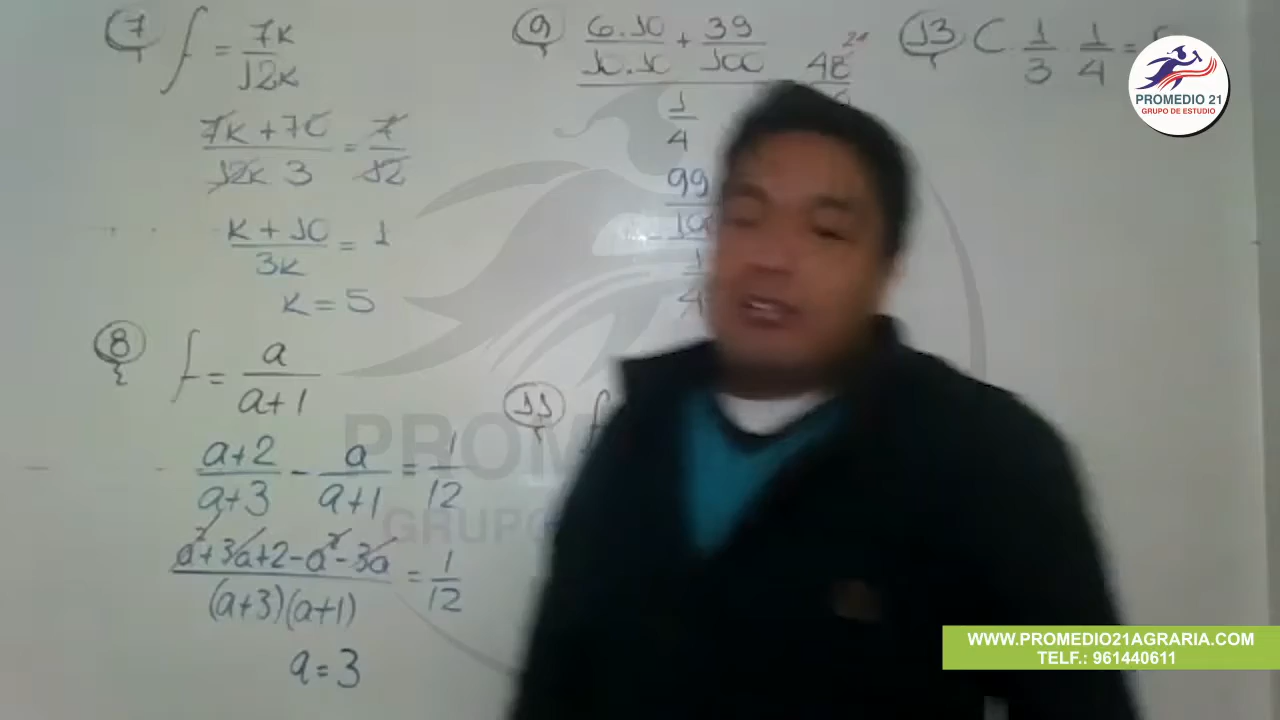 7 f = 7K/12K
7K + 70/12K 3 = 7/12
K + 10/3K = 1
K = 5
8 f = a/a+1
a+2/a+3 - a/a+1 = 1/12
a²+3a+2-a²-3a/(a+3)(a+1) = 1/12
a = 3
9 6.10/10.10 + 39/100
48
1/4
99
11 f
13 C 1/3 . 1/4 =
PROMEDIO 21
GRUPO DE ESTUDIO
WWW.PROMEDIO21AGRARIA.COM
TELF.: 961440611